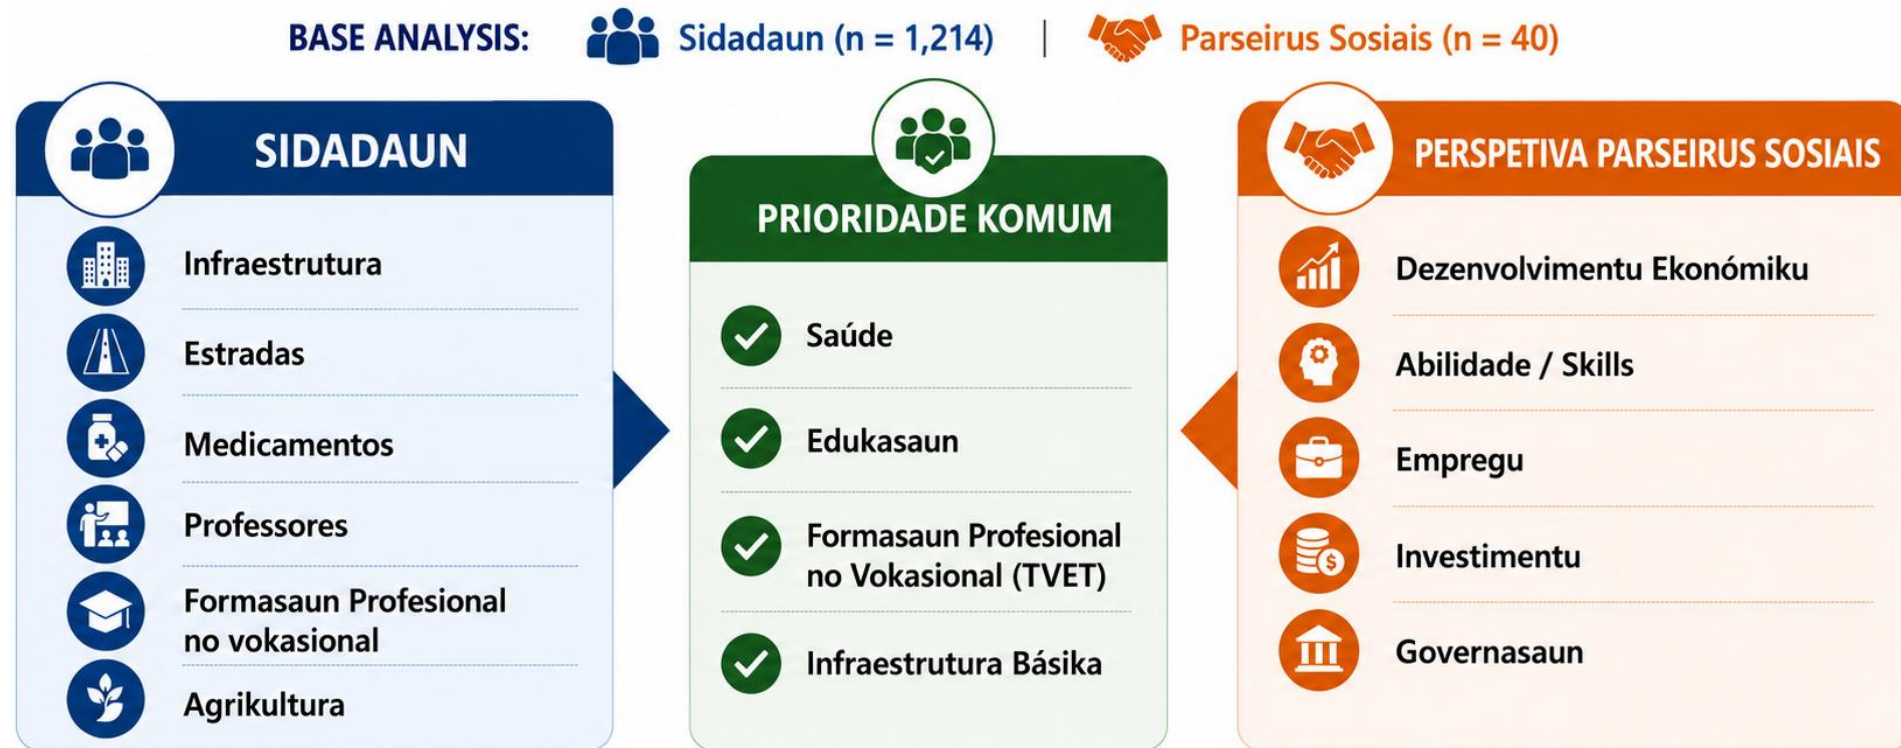 BASE ANALYSIS: Sidadaun (n = 1,214) | Parseirus Sosiais (n = 40)
SIDADAUN
Infraestrutura
Estradas
Medicamentos
Professores
Formasaun Profesional
no vokasional
Agrikultura
PRIORIDADE KOMUM
Saúde
Edukasaun
Formasaun Profesional
no Vokasional (TVET)
Infraestrutura Básika
PERSPETIVA PARSEIRUS SOSIAIS
Dezenvolvimentu Ekonómiku
Abilidade / Skills
Empregu
Investimentu
Governasaun